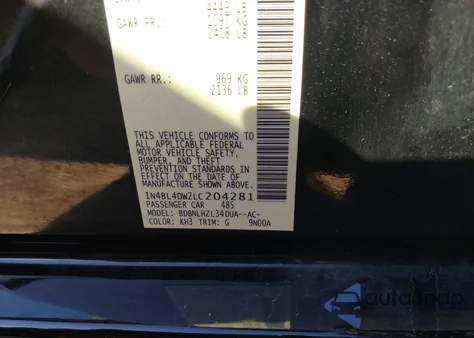 4449 LB
GAWR FR.: 1097 KG
2418 LB
GAWR RR.: 969 KG
2136 LB
THIS VEHICLE CONFORMS TO
ALL APPLICABLE FEDERAL
MOTOR VEHICLE SAFETY,
BUMPER, AND THEFT
PREVENTION STANDARDS IN
EFFECT ON THE DATE OF
MANUFACTURE SHOWN ABOVE.
1N4BL4DW2LC204281
PASSENGER CAR 485
MODEL: BDBNLHZL34DUA--AC-
COLOR: KH3 TRIM: G 9N00A
autosnap